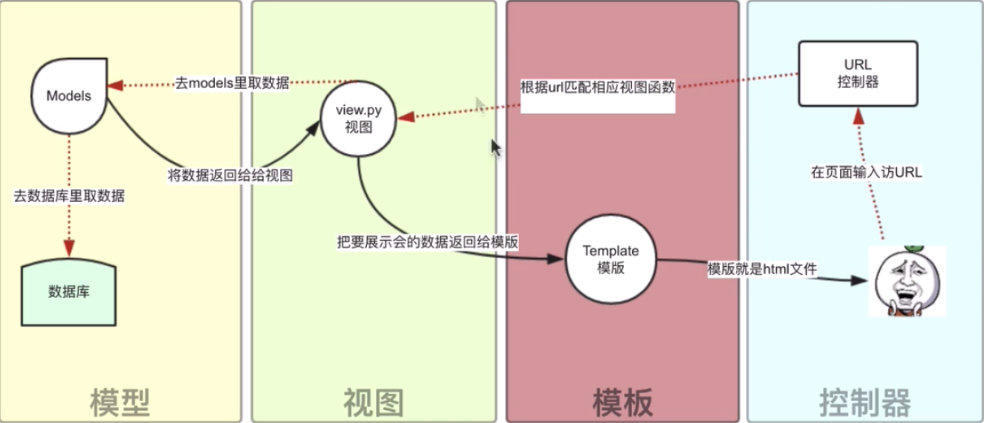 Models
去models里取数据
view.py
视图
根据url匹配相应视图函数
URL
控制器
将数据返回给给视图
在页面输入访URL
去数据库里取数据
把要展示会的数据返回给模版
Template
模版
模版就是html文件
数据库
模型
视图
模板
控制器